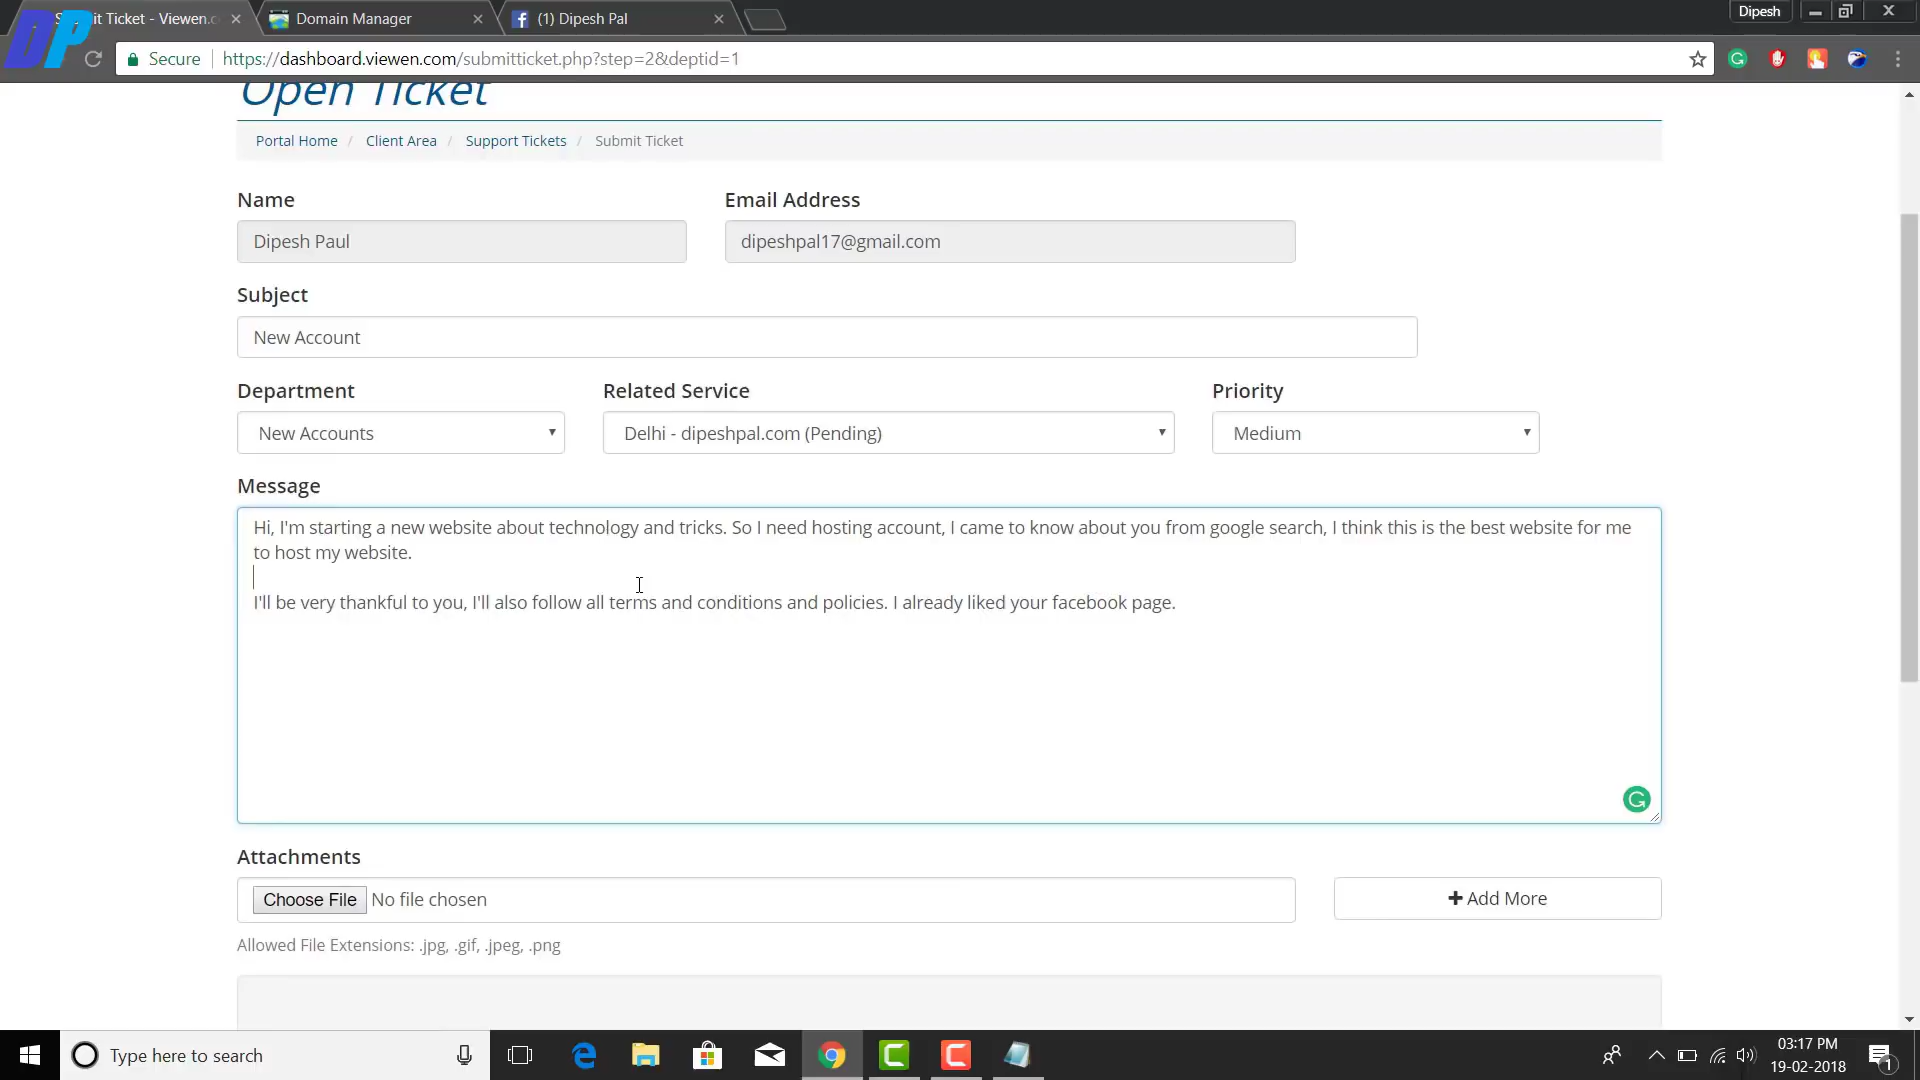 Submit Ticket - Viewen.c
Domain Manager
(1) Dipesh Pal
Dipesh
DP
Secure
https://dashboard.viewen.com/submitticket.php?step=2&deptid=1
Open Ticket
Portal Home / Client Area / Support Tickets / Submit Ticket
Name
Email Address
Dipesh Paul
dipeshpal17@gmail.com
Subject
New Account
Department
Related Service
Priority
New Accounts
Delhi - dipeshpal.com (Pending)
Medium
Message
Hi, I'm starting a new website about technology and tricks. So I need hosting account, I came to know about you from google search, I think this is the best website for me
to host my website.
I'll be very thankful to you, I'll also follow all terms and conditions and policies. I already liked your facebook page.
Attachments
Choose File No file chosen
Add More
Allowed File Extensions: .jpg, .gif, .jpeg, .png
Type here to search
03:17 PM
19-02-2018
1